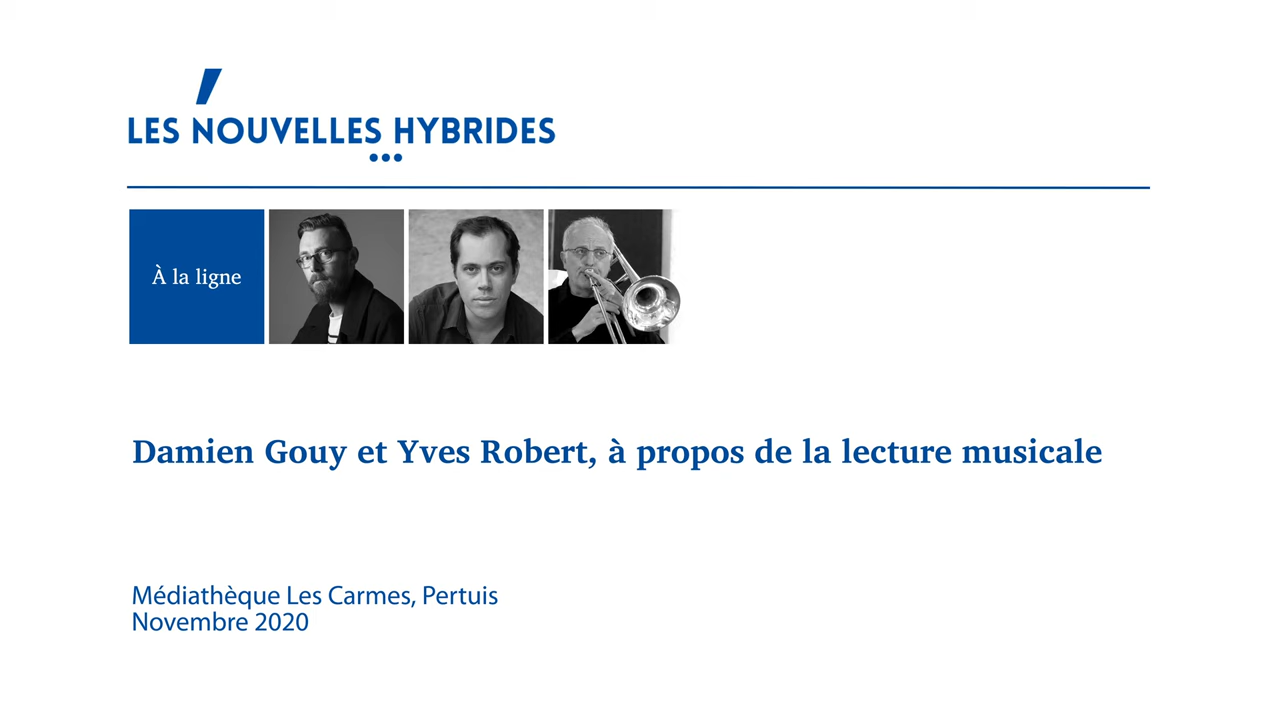 LES NOUVELLES HYBRIDES
À la ligne
Damien Gouy et Yves Robert, à propos de la lecture musicale
Médiathèque Les Carmes, Pertuis
Novembre 2020